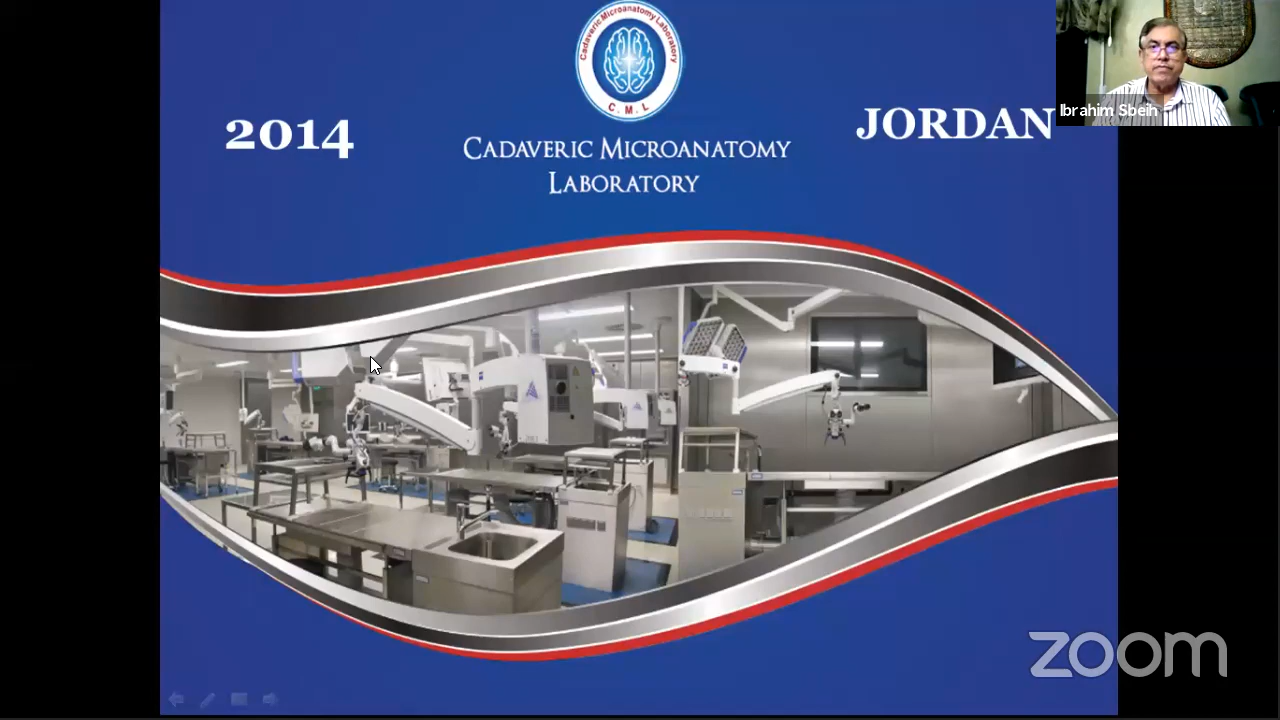 Cadaveric Microanatomy Laboratory
C. M. L
2014
CADAVERIC MICROANATOMY
LABORATORY
JORDAN
Ibrahim Sbeih
zoom